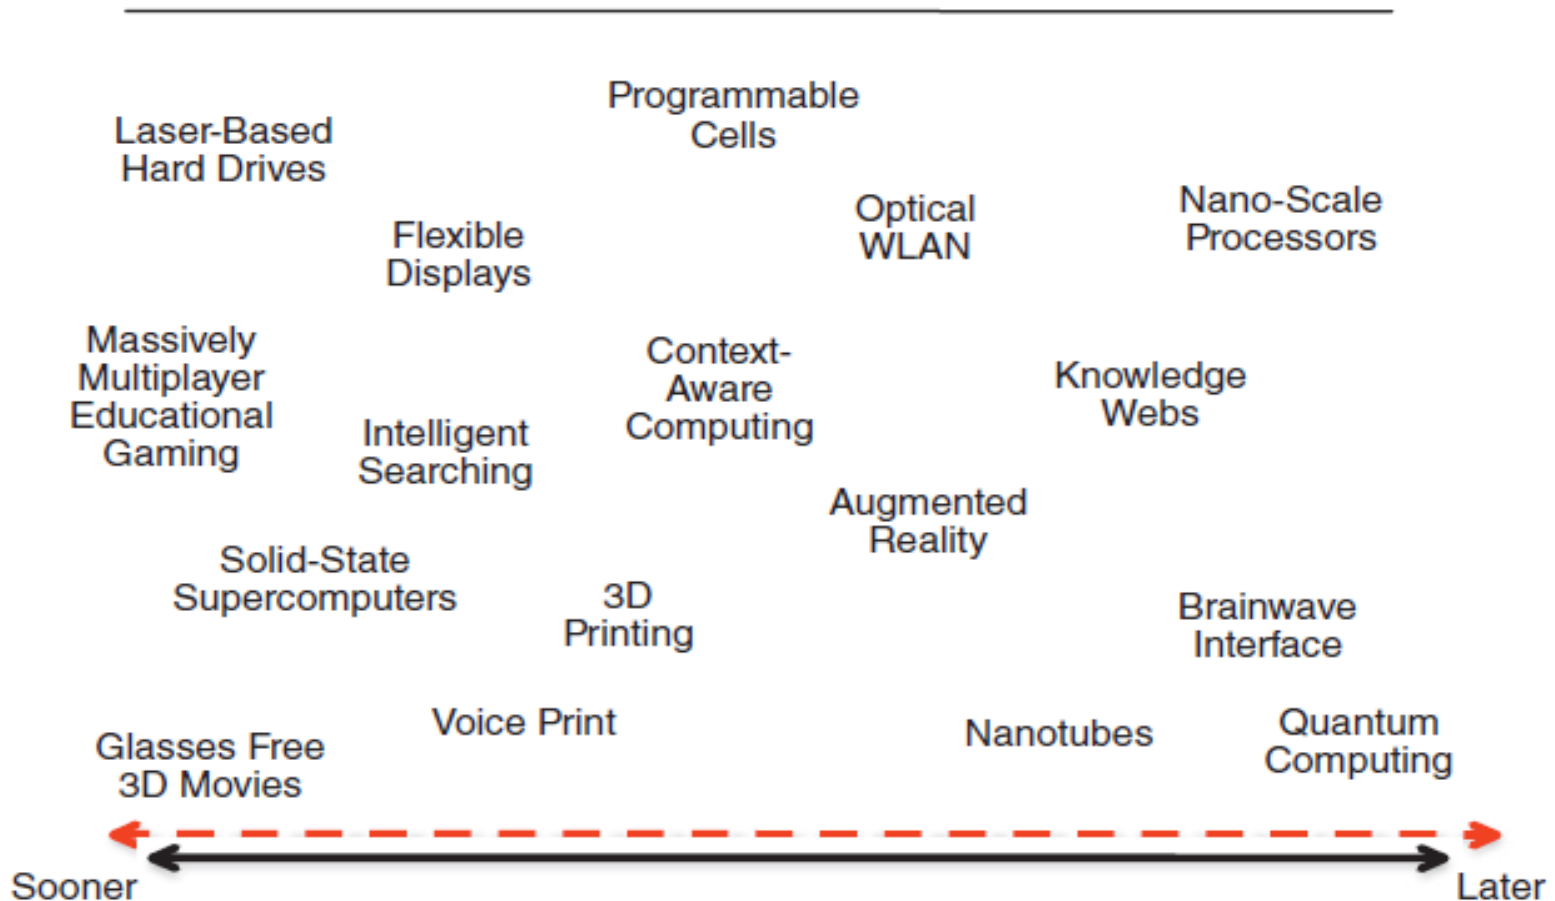 Programmable
Cells
Laser-Based
Hard Drives
Optical
WLAN
Nano-Scale
Processors
Flexible
Displays
Massively
Multiplayer
Educational
Gaming
Context-
Aware
Computing
Knowledge
Webs
Intelligent
Searching
Augmented
Reality
Solid-State
Supercomputers
3D
Printing
Brainwave
Interface
Voice Print
Nanotubes
Quantum
Computing
Glasses Free
3D Movies
Sooner
Later